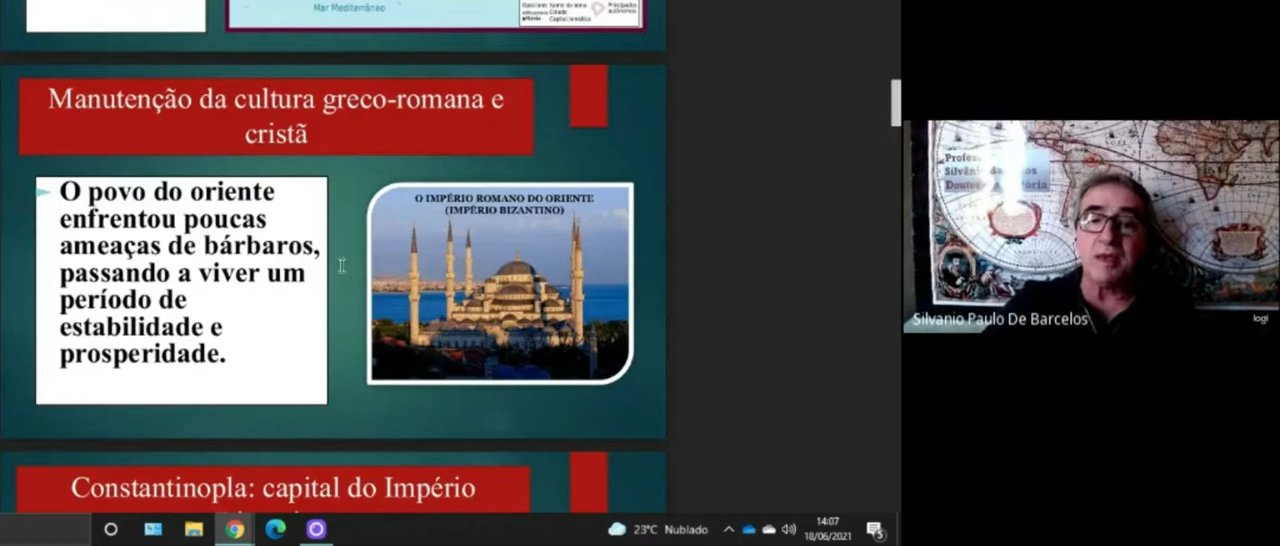 Mar Mediterrâneo
Manutenção da cultura greco-romana e
cristã
O povo do oriente
enfrentou poucas
ameaças de bárbaros,
passando a viver um
período de
estabilidade e
prosperidade.
O IMPÉRIO ROMANO DO ORIENTE
(IMPÉRIO BIZANTINO)
Constantinopla: capital do Império
23°C Nublado
14:07
18/06/2021
5
Silvanio Paulo De Barcelos
logi